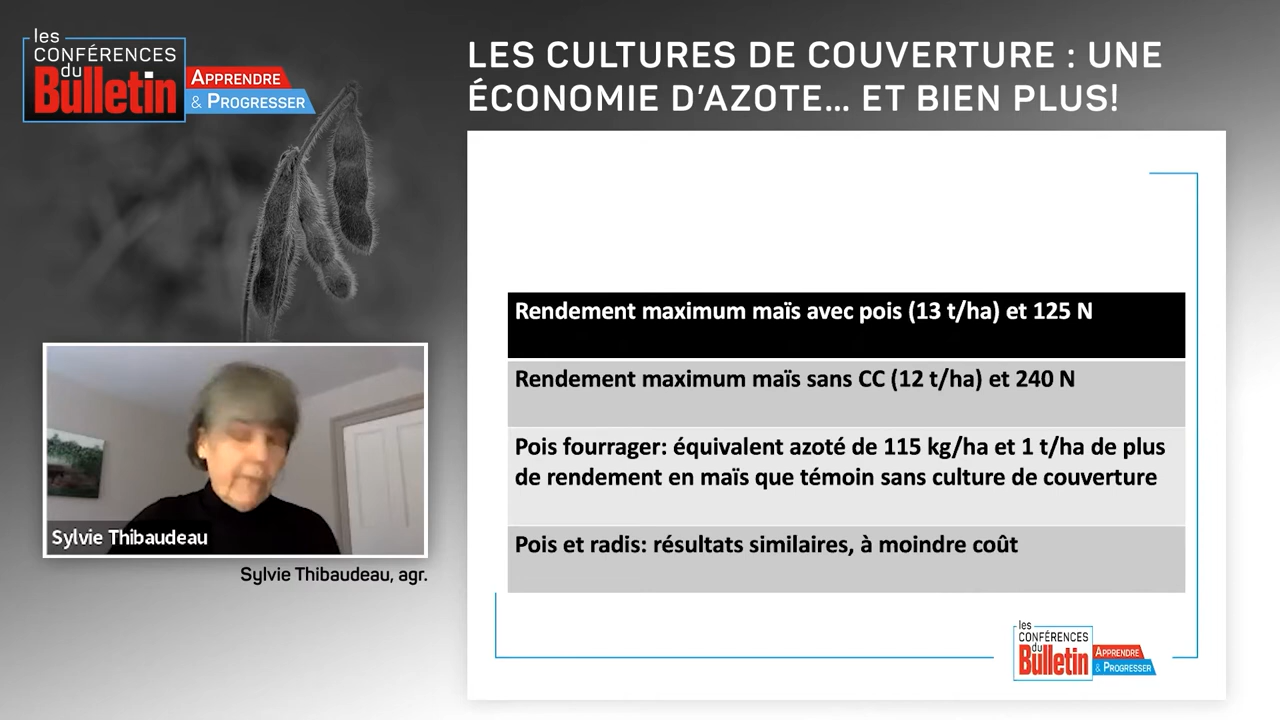 les
CONFÉRENCES
du
Bulletin
APPRENDRE
& PROGRESSER
LES CULTURES DE COUVERTURE : UNE
ÉCONOMIE D'AZOTE... ET BIEN PLUS!
Rendement maximum maïs avec pois (13 t/ha) et 125 N
Rendement maximum maïs sans CC (12 t/ha) et 240 N
Pois fourrager: équivalent azoté de 115 kg/ha et 1 t/ha de plus
de rendement en maïs que témoin sans culture de couverture
Pois et radis: résultats similaires, à moindre coût
Sylvie Thibaudeau
Sylvie Thibaudeau, agr.
les
CONFÉRENCES
du
Bulletin
APPRENDRE
& PROGRESSER